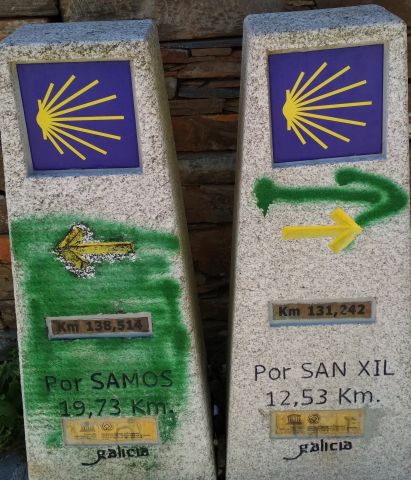 Km 138,514
Por SAMOS
19,73 Km.
galicia
Km 131,242
Por SAN XIL
12,53 Km.
galicia